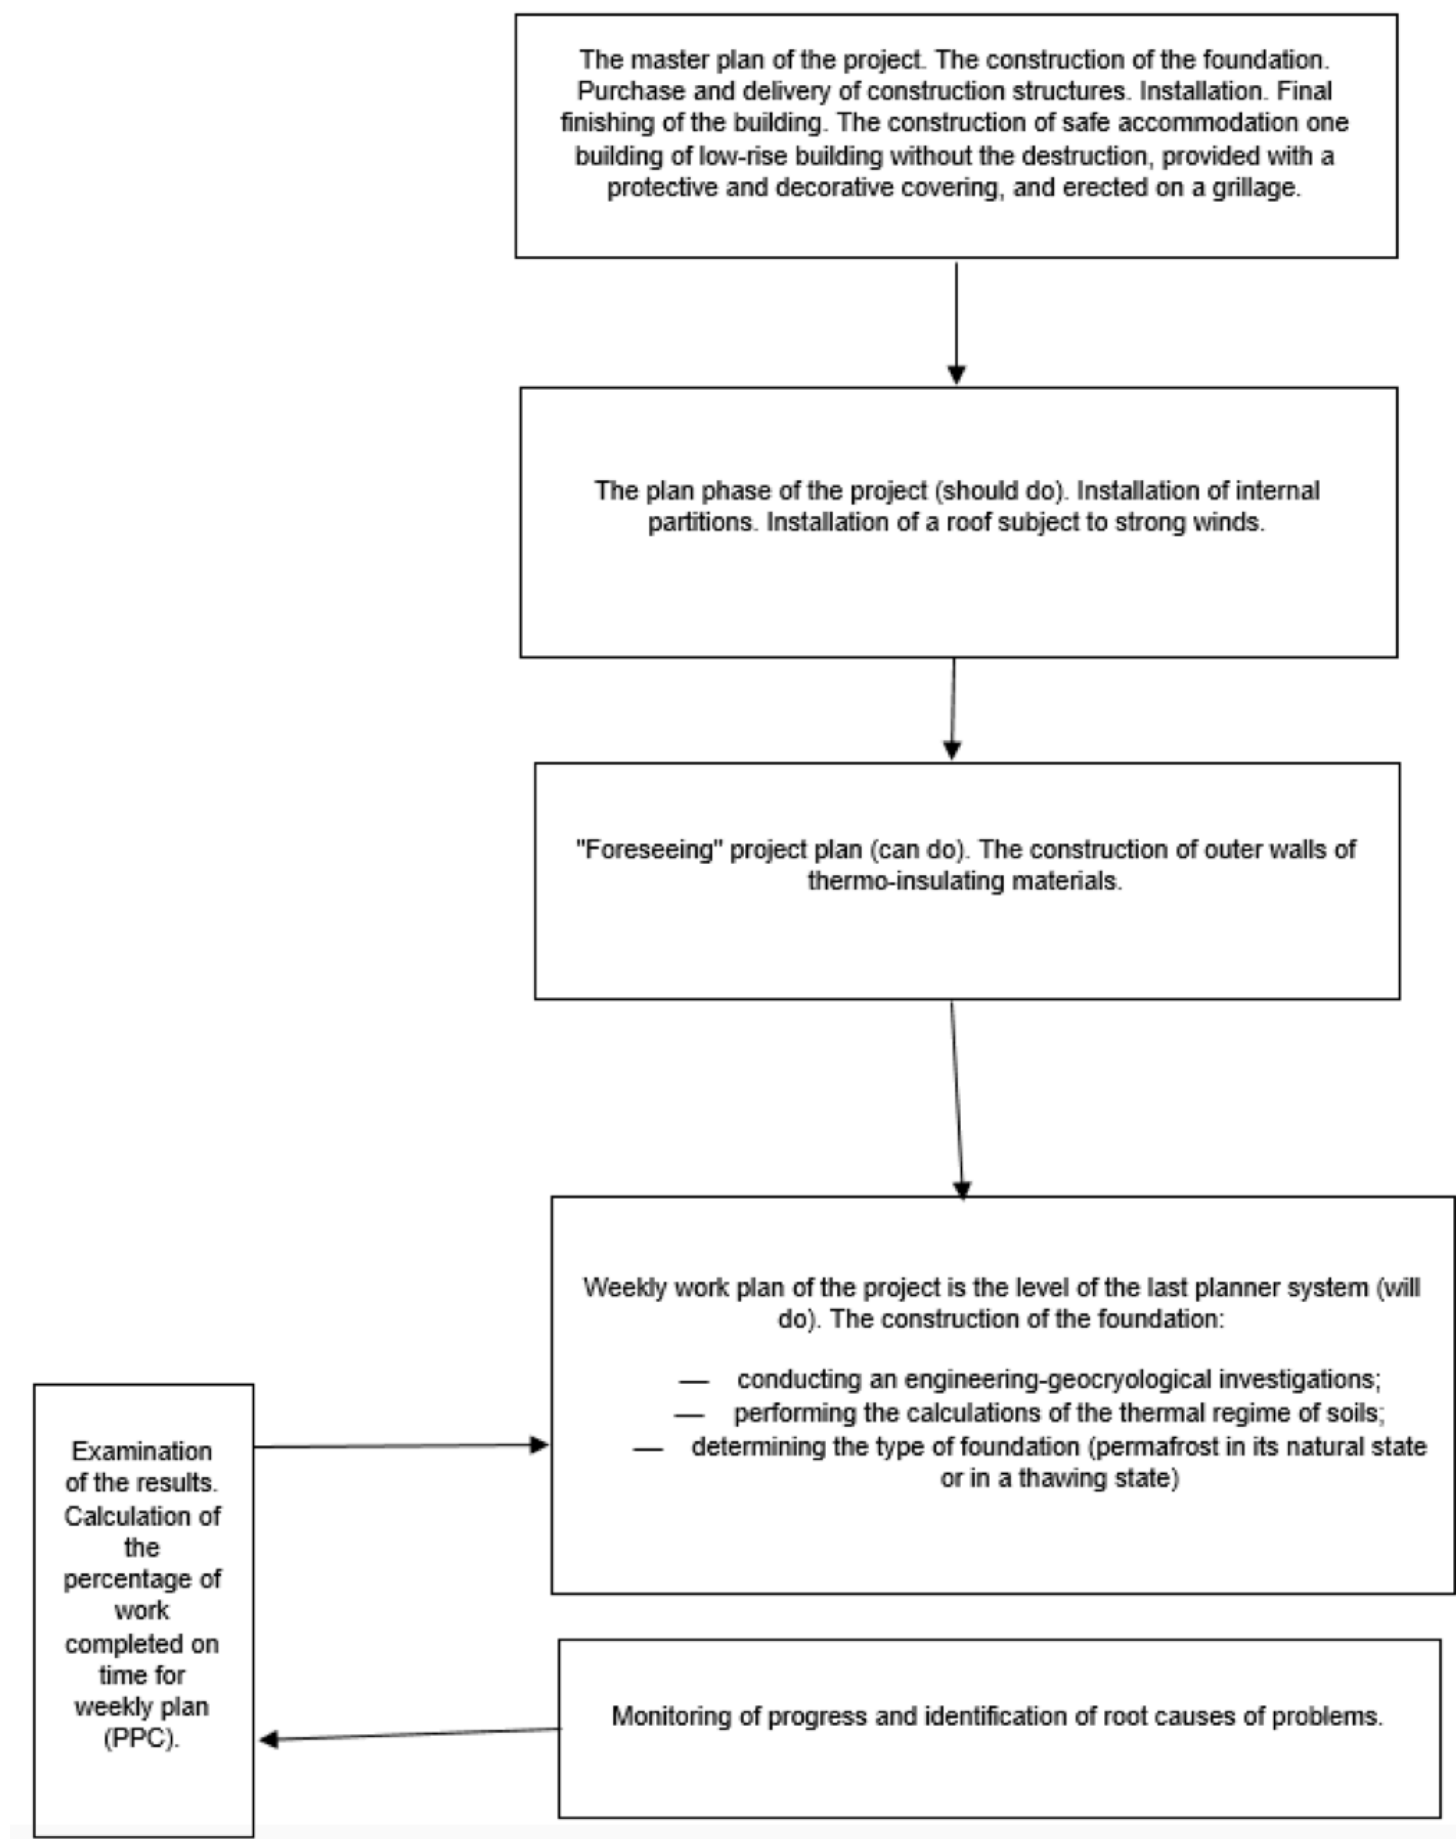 The master plan of the project. The construction of the foundation.
Purchase and delivery of construction structures. Installation. Final
finishing of the building. The construction of safe accommodation one
building of low-rise building without the destruction, provided with a
protective and decorative covering, and erected on a grillage.
The plan phase of the project (should do). Installation of internal
partitions. Installation of a roof subject to strong winds.
"Foreseeing" project plan (can do). The construction of outer walls of
thermo-insulating materials.
Weekly work plan of the project is the level of the last planner system (will
do). The construction of the foundation:
— conducting an engineering-geocryological investigations;
— performing the calculations of the thermal regime of soils;
— determining the type of foundation (permafrost in its natural state
or in a thawing state)
Examination
of the results.
Calculation of
the
percentage of
work
completed on
time for
weekly plan
(PPC).
Monitoring of progress and identification of root causes of problems.